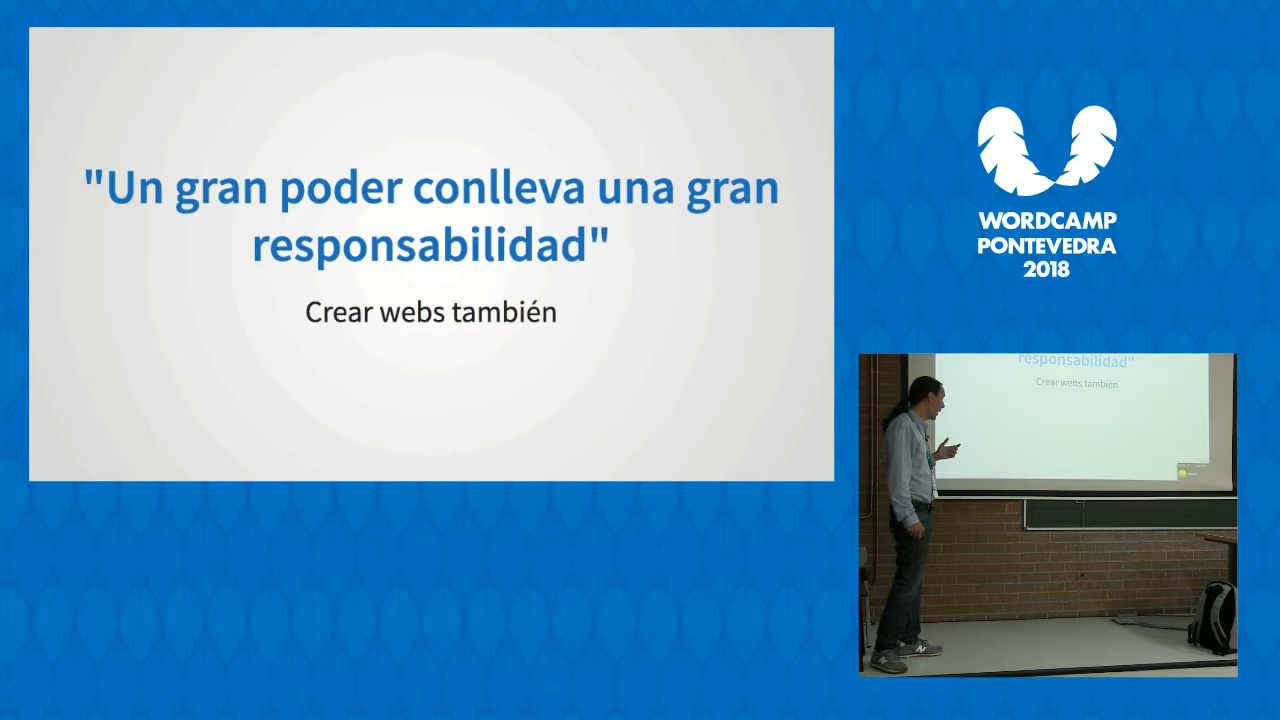 "Un gran poder conlleva una gran
responsabilidad"
Crear webs también
WORDCAMP
PONTEVEDRA
2018
responsabilidad"
Crear webs también